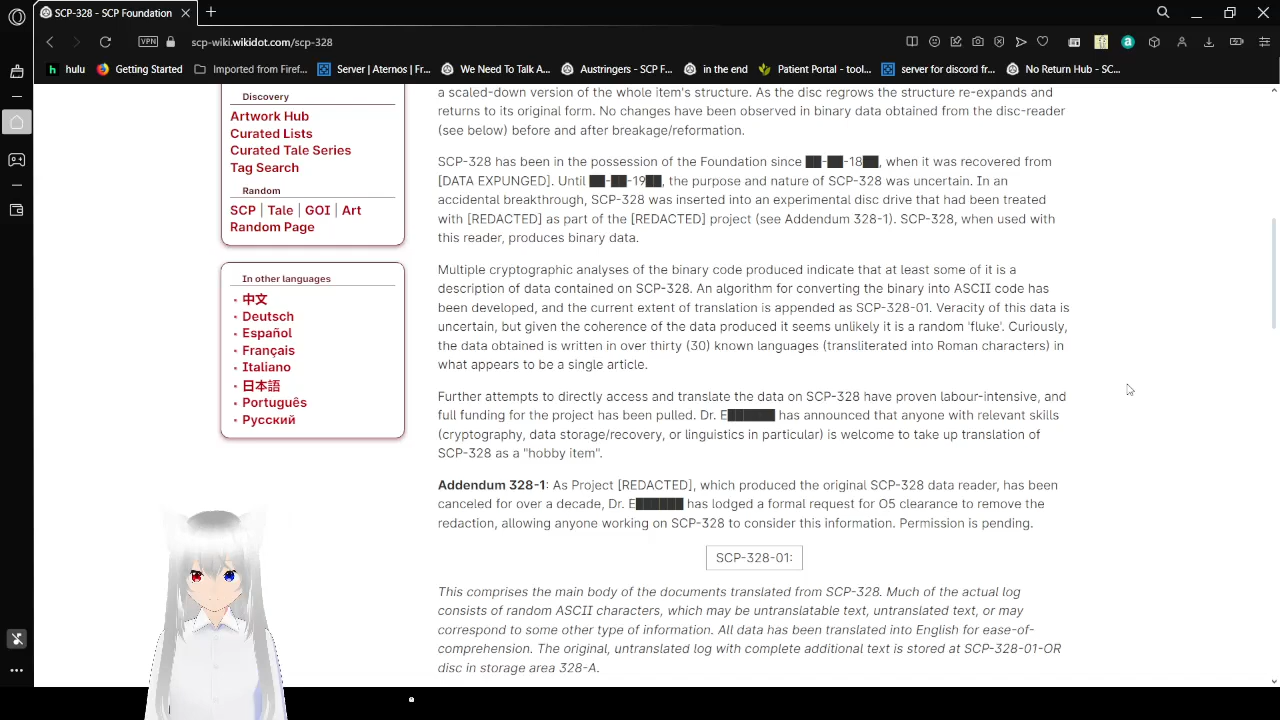 SCP-328 - SCP Foundation
VPN scp-wiki.wikidot.com/scp-328
hulu Getting Started Imported from Firef... Server | Aternos | Fr... We Need To Talk A... Austringers - SCP F... in the end Patient Portal - tool... server for discord fr... No Return Hub - SC...
Discovery
Artwork Hub
Curated Lists
Curated Tale Series
Tag Search
Random
SCP | Tale | GOI | Art
Random Page
In other languages
中文
Deutsch
Español
Français
Italiano
日本語
Português
Русский
a scaled-down version of the whole item's structure. As the disc regrows the structure re-expands and
returns to its original form. No changes have been observed in binary data obtained from the disc-reader
(see below) before and after breakage/reformation.
SCP-328 has been in the possession of the Foundation since ██-██-18██, when it was recovered from
[DATA EXPUNGED]. Until ██-██-19██, the purpose and nature of SCP-328 was uncertain. In an
accidental breakthrough, SCP-328 was inserted into an experimental disc drive that had been treated
with [REDACTED] as part of the [REDACTED] project (see Addendum 328-1). SCP-328, when used with
this reader, produces binary data.
Multiple cryptographic analyses of the binary code produced indicate that at least some of it is a
description of data contained on SCP-328. An algorithm for converting the binary into ASCII code has
been developed, and the current extent of translation is appended as SCP-328-01. Veracity of this data is
uncertain, but given the coherence of the data produced it seems unlikely it is a random 'fluke'. Curiously,
the data obtained is written in over thirty (30) known languages (transliterated into Roman characters) in
what appears to be a single article.
Further attempts to directly access and translate the data on SCP-328 have proven labour-intensive, and
full funding for the project has been pulled. Dr. E██████ has announced that anyone with relevant skills
(cryptography, data storage/recovery, or linguistics in particular) is welcome to take up translation of
SCP-328 as a "hobby item".
Addendum 328-1: As Project [REDACTED], which produced the original SCP-328 data reader, has been
canceled for over a decade, Dr. E██████ has lodged a formal request for O5 clearance to remove the
redaction, allowing anyone working on SCP-328 to consider this information. Permission is pending.
SCP-328-01:
This comprises the main body of the documents translated from SCP-328. Much of the actual log
consists of random ASCII characters, which may be untranslatable text, untranslated text, or may
correspond to some other type of information. All data has been translated into English for ease-of-
comprehension. The original, untranslated log with complete additional text is stored at SCP-328-01-OR
disc in storage area 328-A.